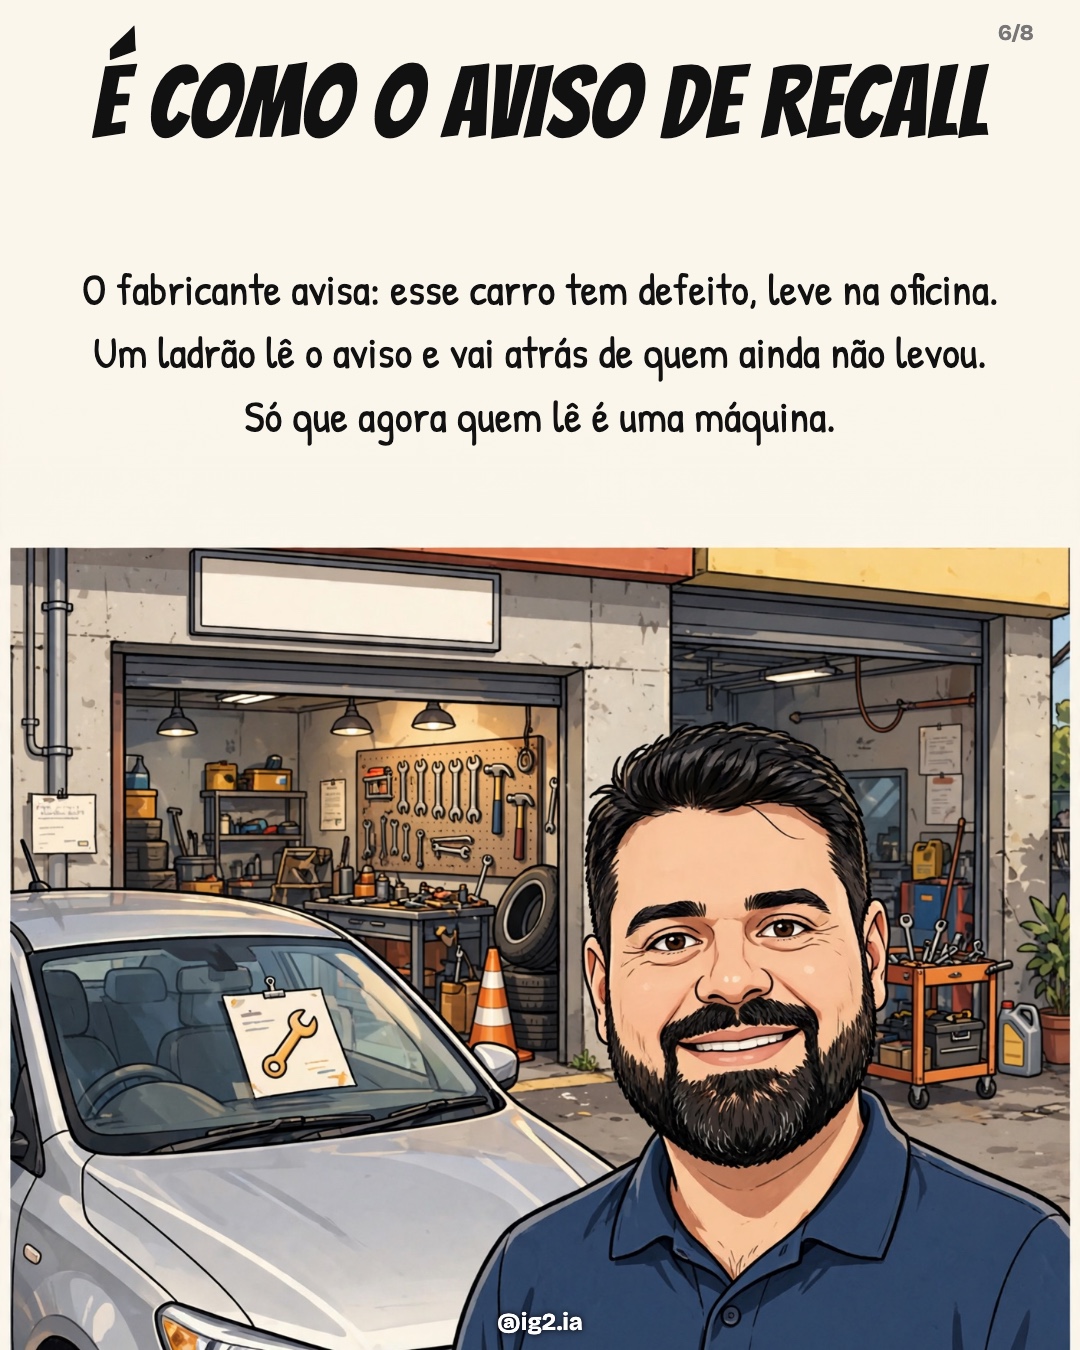 6/8
É COMO O AVISO DE RECALL
O fabricante avisa: esse carro tem defeito, leve na oficina.
Um ladrão lê o aviso e vai atrás de quem ainda não levou.
Só que agora quem lê é uma máquina.
@ig2.ia